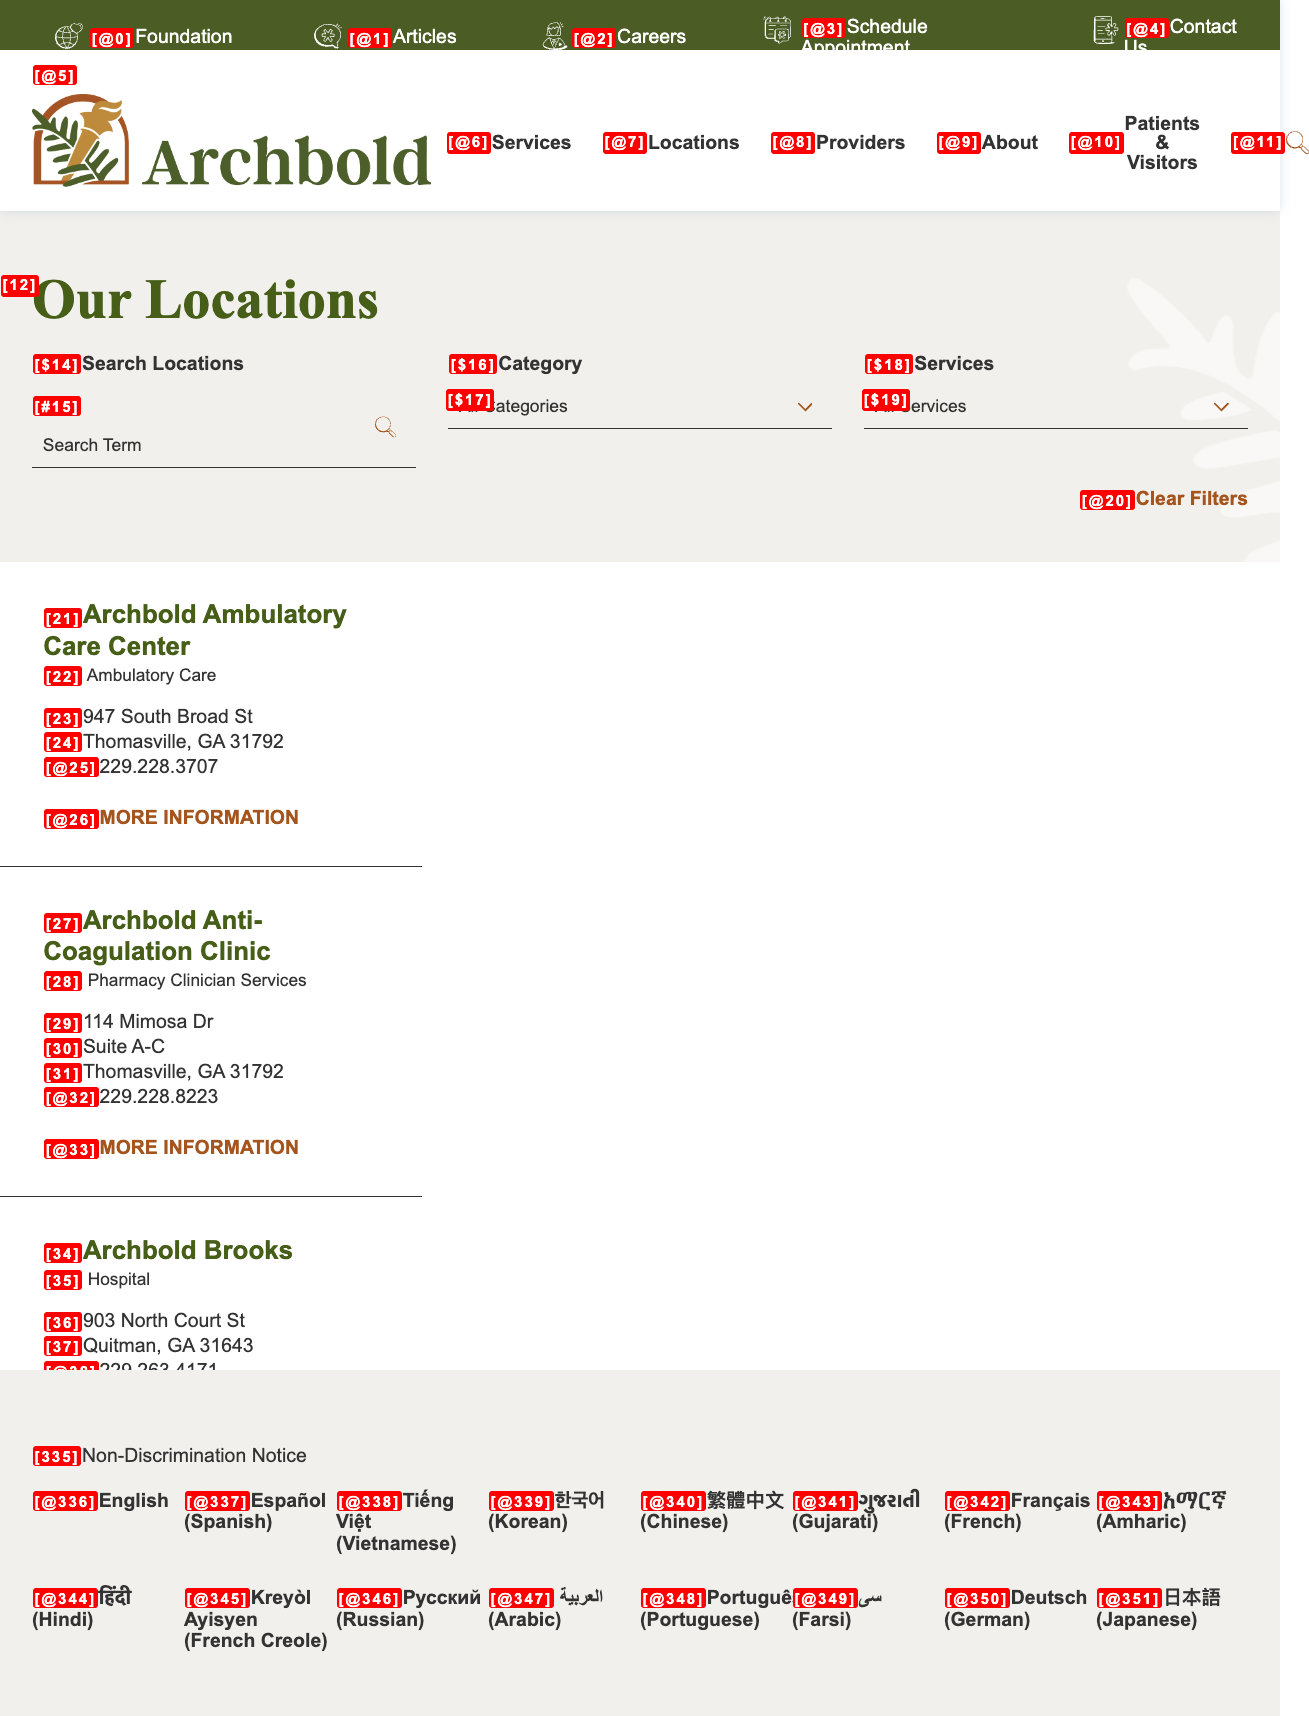 [@0] Foundation
[@1] Articles
[@2] Careers
[@3] Schedule Appointment
[@4] Contact Us
[@5]
Archbold
[@6] Services
[@7] Locations
[@8] Providers
[@9] About
[@10] Patients & Visitors
[@11]
[12] Our Locations
[$14] Search Locations
[#15]
Search Term
[$16] Category
[$17] Categories
[$18] Services
[$19] Services
[@20] Clear Filters
[21] Archbold Ambulatory
Care Center
[22] Ambulatory Care
[23] 947 South Broad St
[24] Thomasville, GA 31792
[@25] 229.228.3707
[@26] MORE INFORMATION
[27] Archbold Anti-
Coagulation Clinic
[28] Pharmacy Clinician Services
[29] 114 Mimosa Dr
[30] Suite A-C
[31] Thomasville, GA 31792
[@32] 229.228.8223
[@33] MORE INFORMATION
[34] Archbold Brooks
[35] Hospital
[36] 903 North Court St
[37] Quitman, GA 31643
229.263.4171
[335] Non-Discrimination Notice
[@336] English
[@337] Español
(Spanish)
[@338] Tiếng
Việt
(Vietnamese)
[@339] 한국어
(Korean)
[@340] 繁體中文
(Chinese)
[@341] ગુજરાતી
(Gujarati)
[@342] Français
(French)
[@343] አማርኛ
(Amharic)
[@344] हिंदी
(Hindi)
[@345] Kreyòl
Ayisyen
(French Creole)
[@346] Русский
(Russian)
[@347] العربية
(Arabic)
[@348] Portuguê
(Portuguese)
[@349] سی
(Farsi)
[@350] Deutsch
(German)
[@351] 日本語
(Japanese)